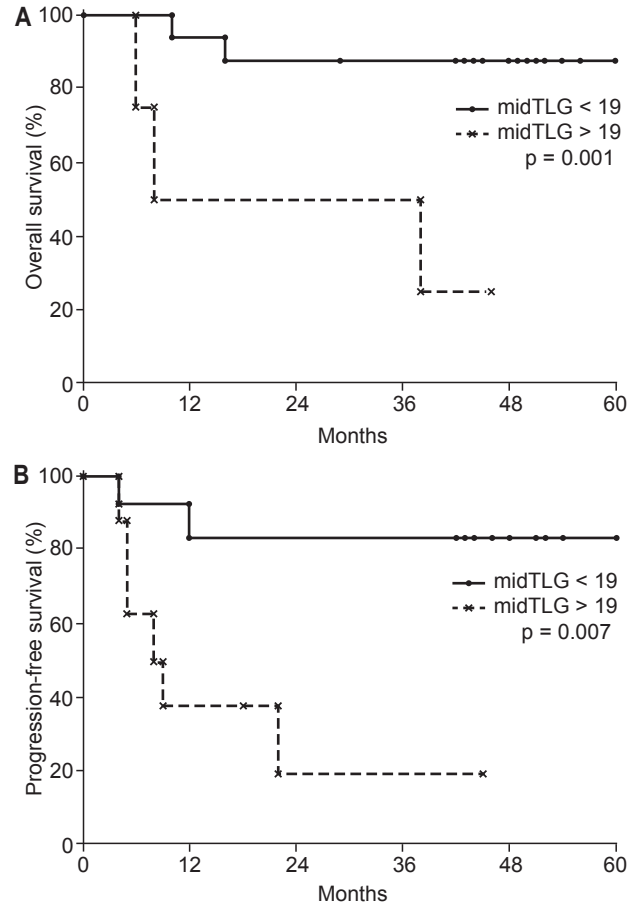 A
100
80
60
40
20
0
Overall survival (%)
midTLG < 19
midTLG > 19
p = 0.001
0 12 24 36 48 60
Months
B
100
80
60
40
20
0
Progression-free survival (%)
midTLG < 19
midTLG > 19
p = 0.007
0 12 24 36 48 60
Months